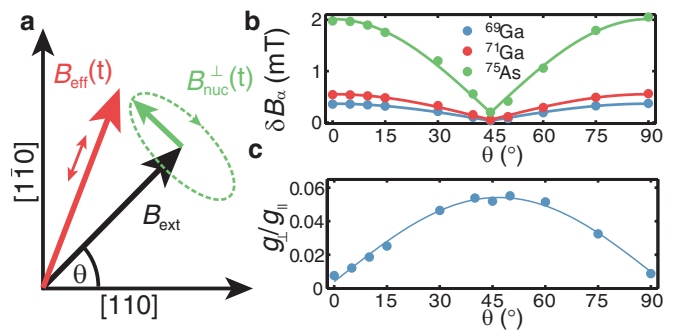 a
B_eff(t)
B_nuc^⊥(t)
B_ext
θ
[11̄0]
[110]
b
2
1
0
δB_α (mT)
⁶⁹Ga
⁷¹Ga
⁷⁵As
0 15 30 45 60 75 90
θ (°)
c
0.06
0.04
0.02
0
g_⊥/g_∥
0 15 30 45 60 75 90
θ (°)